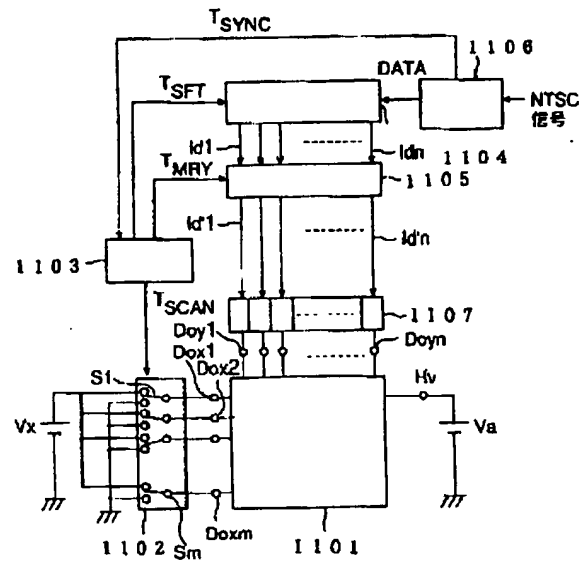 TSYNC
1106
DATA
TSFT
NTSC
信号
Id1
Idn
1104
TMRY
1105
Id'1
Id'n
1103
TSCAN
1107
Doy1
Doyn
Dox1
Dox2
S1
Hv
Vx
Va
1102
Sm
Doxm
1101